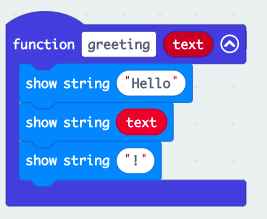 function greeting text
show string "Hello"
show string text
show string "!"